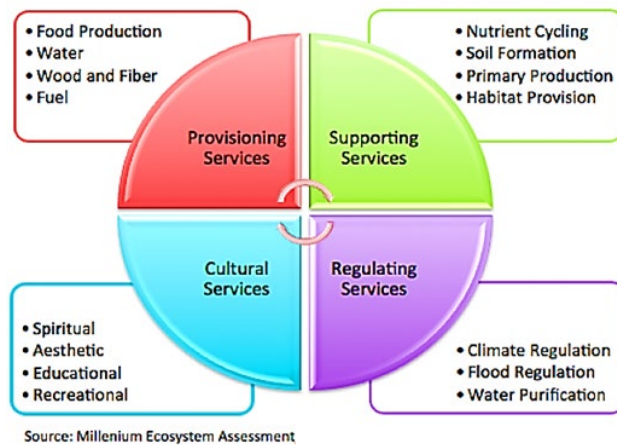 • Food Production
• Water
• Wood and Fiber
• Fuel
• Nutrient Cycling
• Soil Formation
• Primary Production
• Habitat Provision
Provisioning
Services
Supporting
Services
Cultural
Services
Regulating
Services
• Spiritual
• Aesthetic
• Educational
• Recreational
• Climate Regulation
• Flood Regulation
• Water Purification
Source: Millenium Ecosystem Assessment